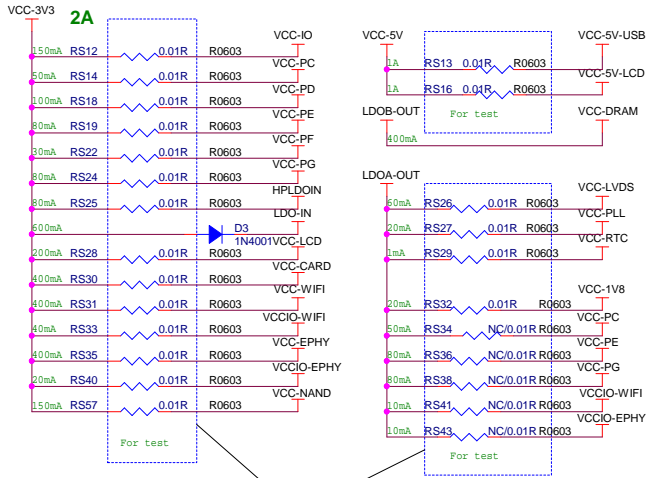 VCC-3V3 2A
VCC-IO
150mA RS12 0.01R R0603
VCC-PC
50mA RS14 0.01R R0603
VCC-PD
100mA RS18 0.01R R0603
VCC-PE
80mA RS19 0.01R R0603
VCC-PF
30mA RS22 0.01R R0603
VCC-PG
80mA RS24 0.01R R0603
HPLDOIN
80mA RS25 0.01R R0603
LDO-IN
600mA D3
1N4001 VCC-LCD
200mA RS28 0.01R R0603
VCC-CARD
400mA RS30 0.01R R0603
VCC-WIFI
400mA RS31 0.01R R0603
VCCIO-WIFI
40mA RS33 0.01R R0603
VCC-EPHY
400mA RS35 0.01R R0603
VCCIO-EPHY
20mA RS40 0.01R R0603
VCC-NAND
150mA RS57 0.01R R0603
For test
VCC-5V VCC-5V-USB
1A RS13 0.01R R0603
VCC-5V-LCD
1A RS16 0.01R R0603
For test
LDOB-OUT VCC-DRAM
400mA
LDOA-OUT
VCC-LVDS
60mA RS26 0.01R R0603
VCC-PLL
20mA RS27 0.01R R0603
VCC-RTC
1mA RS29 0.01R R0603
VCC-1V8
20mA RS32 0.01R R0603
VCC-PC
50mA RS34 NC/0.01R R0603
VCC-PE
80mA RS36 NC/0.01R R0603
VCC-PG
80mA RS38 NC/0.01R R0603
VCCIO-WIFI
10mA RS41 NC/0.01R R0603
VCCIO-EPHY
10mA RS43 NC/0.01R R0603
For test